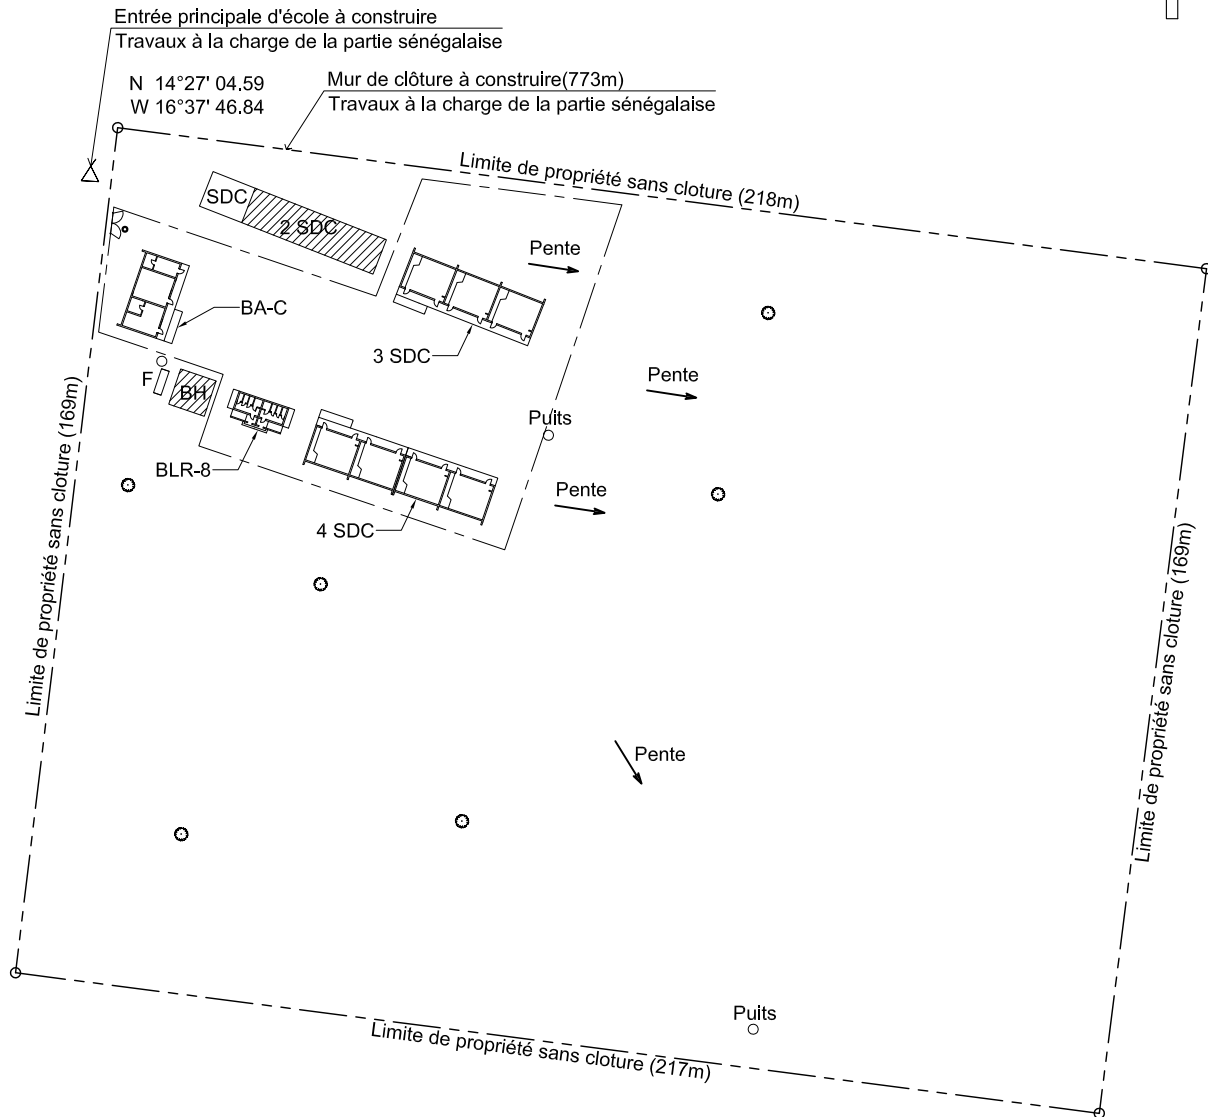 Entrée principale d'école à construire
Travaux à la charge de la partie sénégalaise
N 14°27' 04.59
W 16°37' 46.84
Mur de clôture à construire(773m)
Travaux à la charge de la partie sénégalaise
Limite de propriété sans cloture (218m)
SDC
2 SDC
Pente
BA-C
3 SDC
F
BH
Pente
Puits
BLR-8
Pente
4 SDC
Limite de propriété sans cloture (169m)
Limite de propriété sans cloture (169m)
Pente
Puits
Limite de propriété sans cloture (217m)